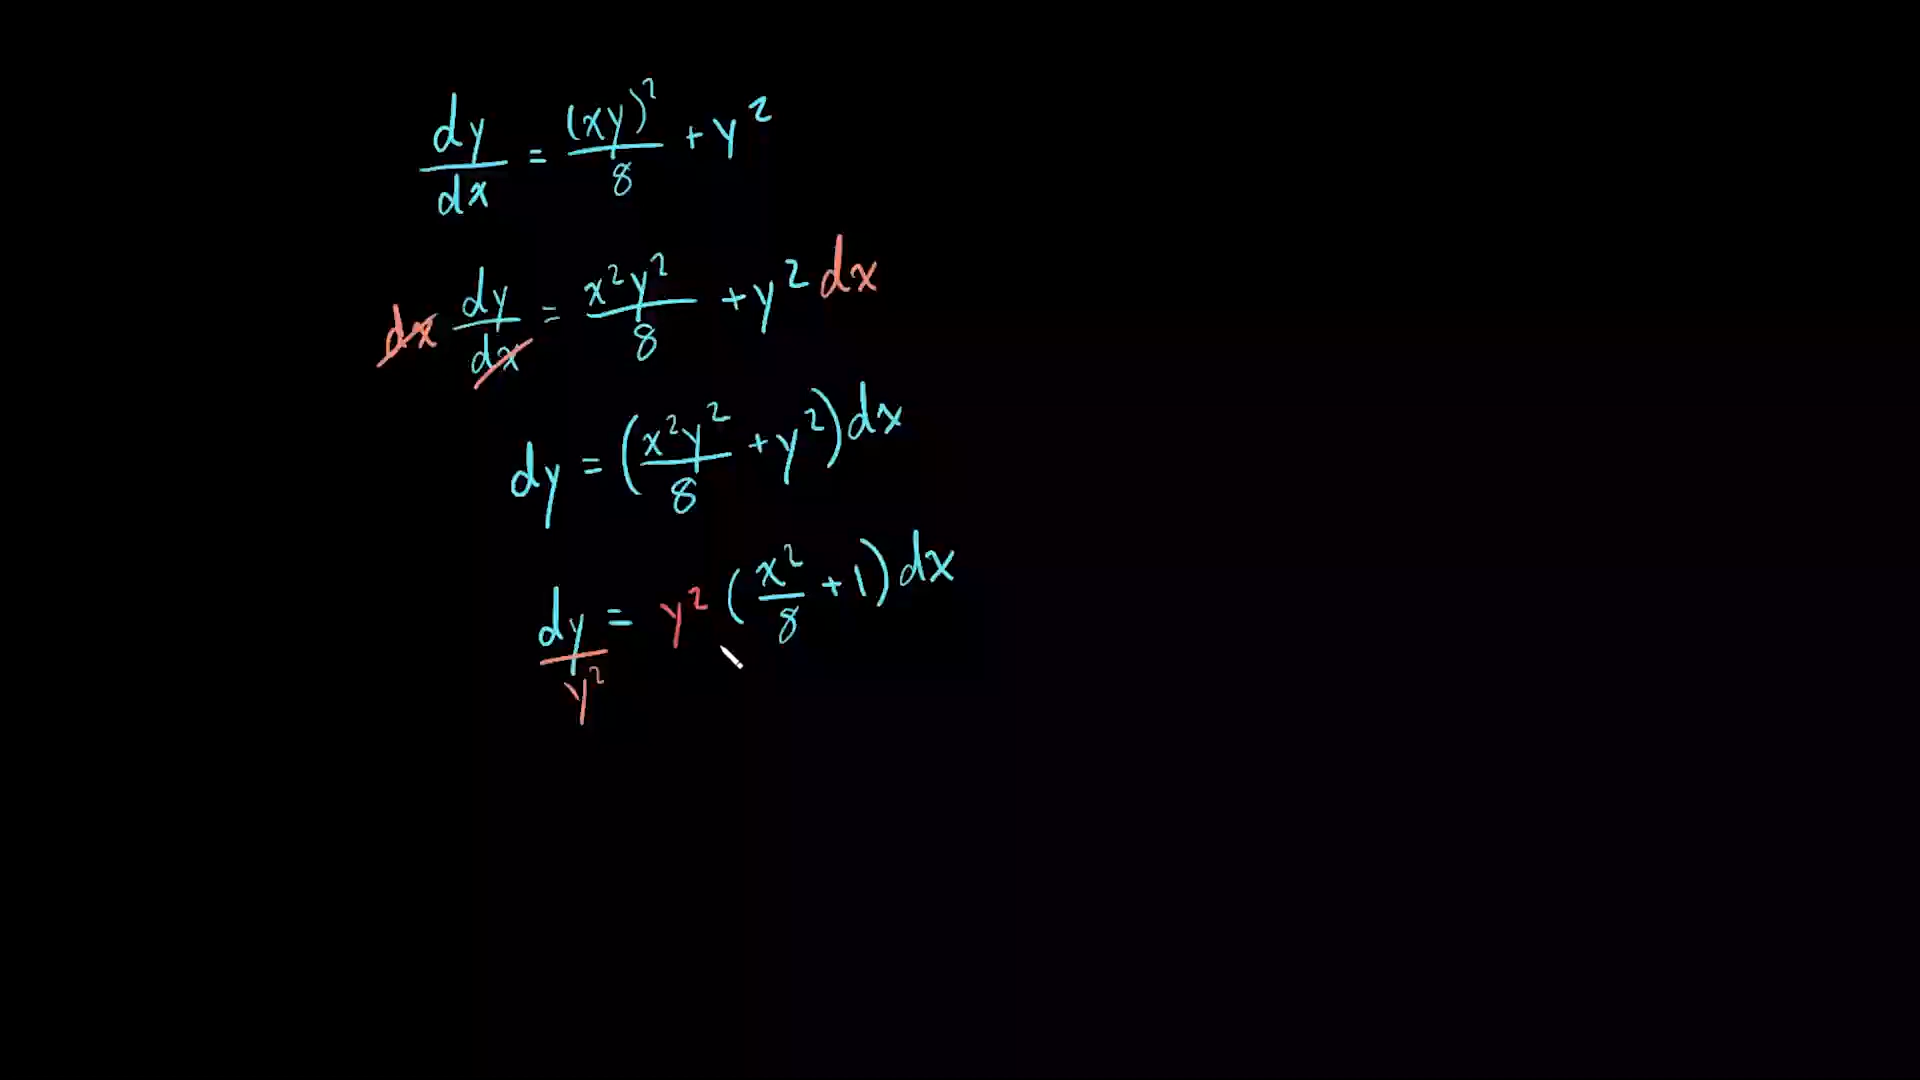 dy/dx = (xy)²/8 + y²
dx dy/dx = x²y²/8 + y² dx
dy = (x²y²/8 + y²) dx
dy/y² = y² (x²/8 + 1) dx